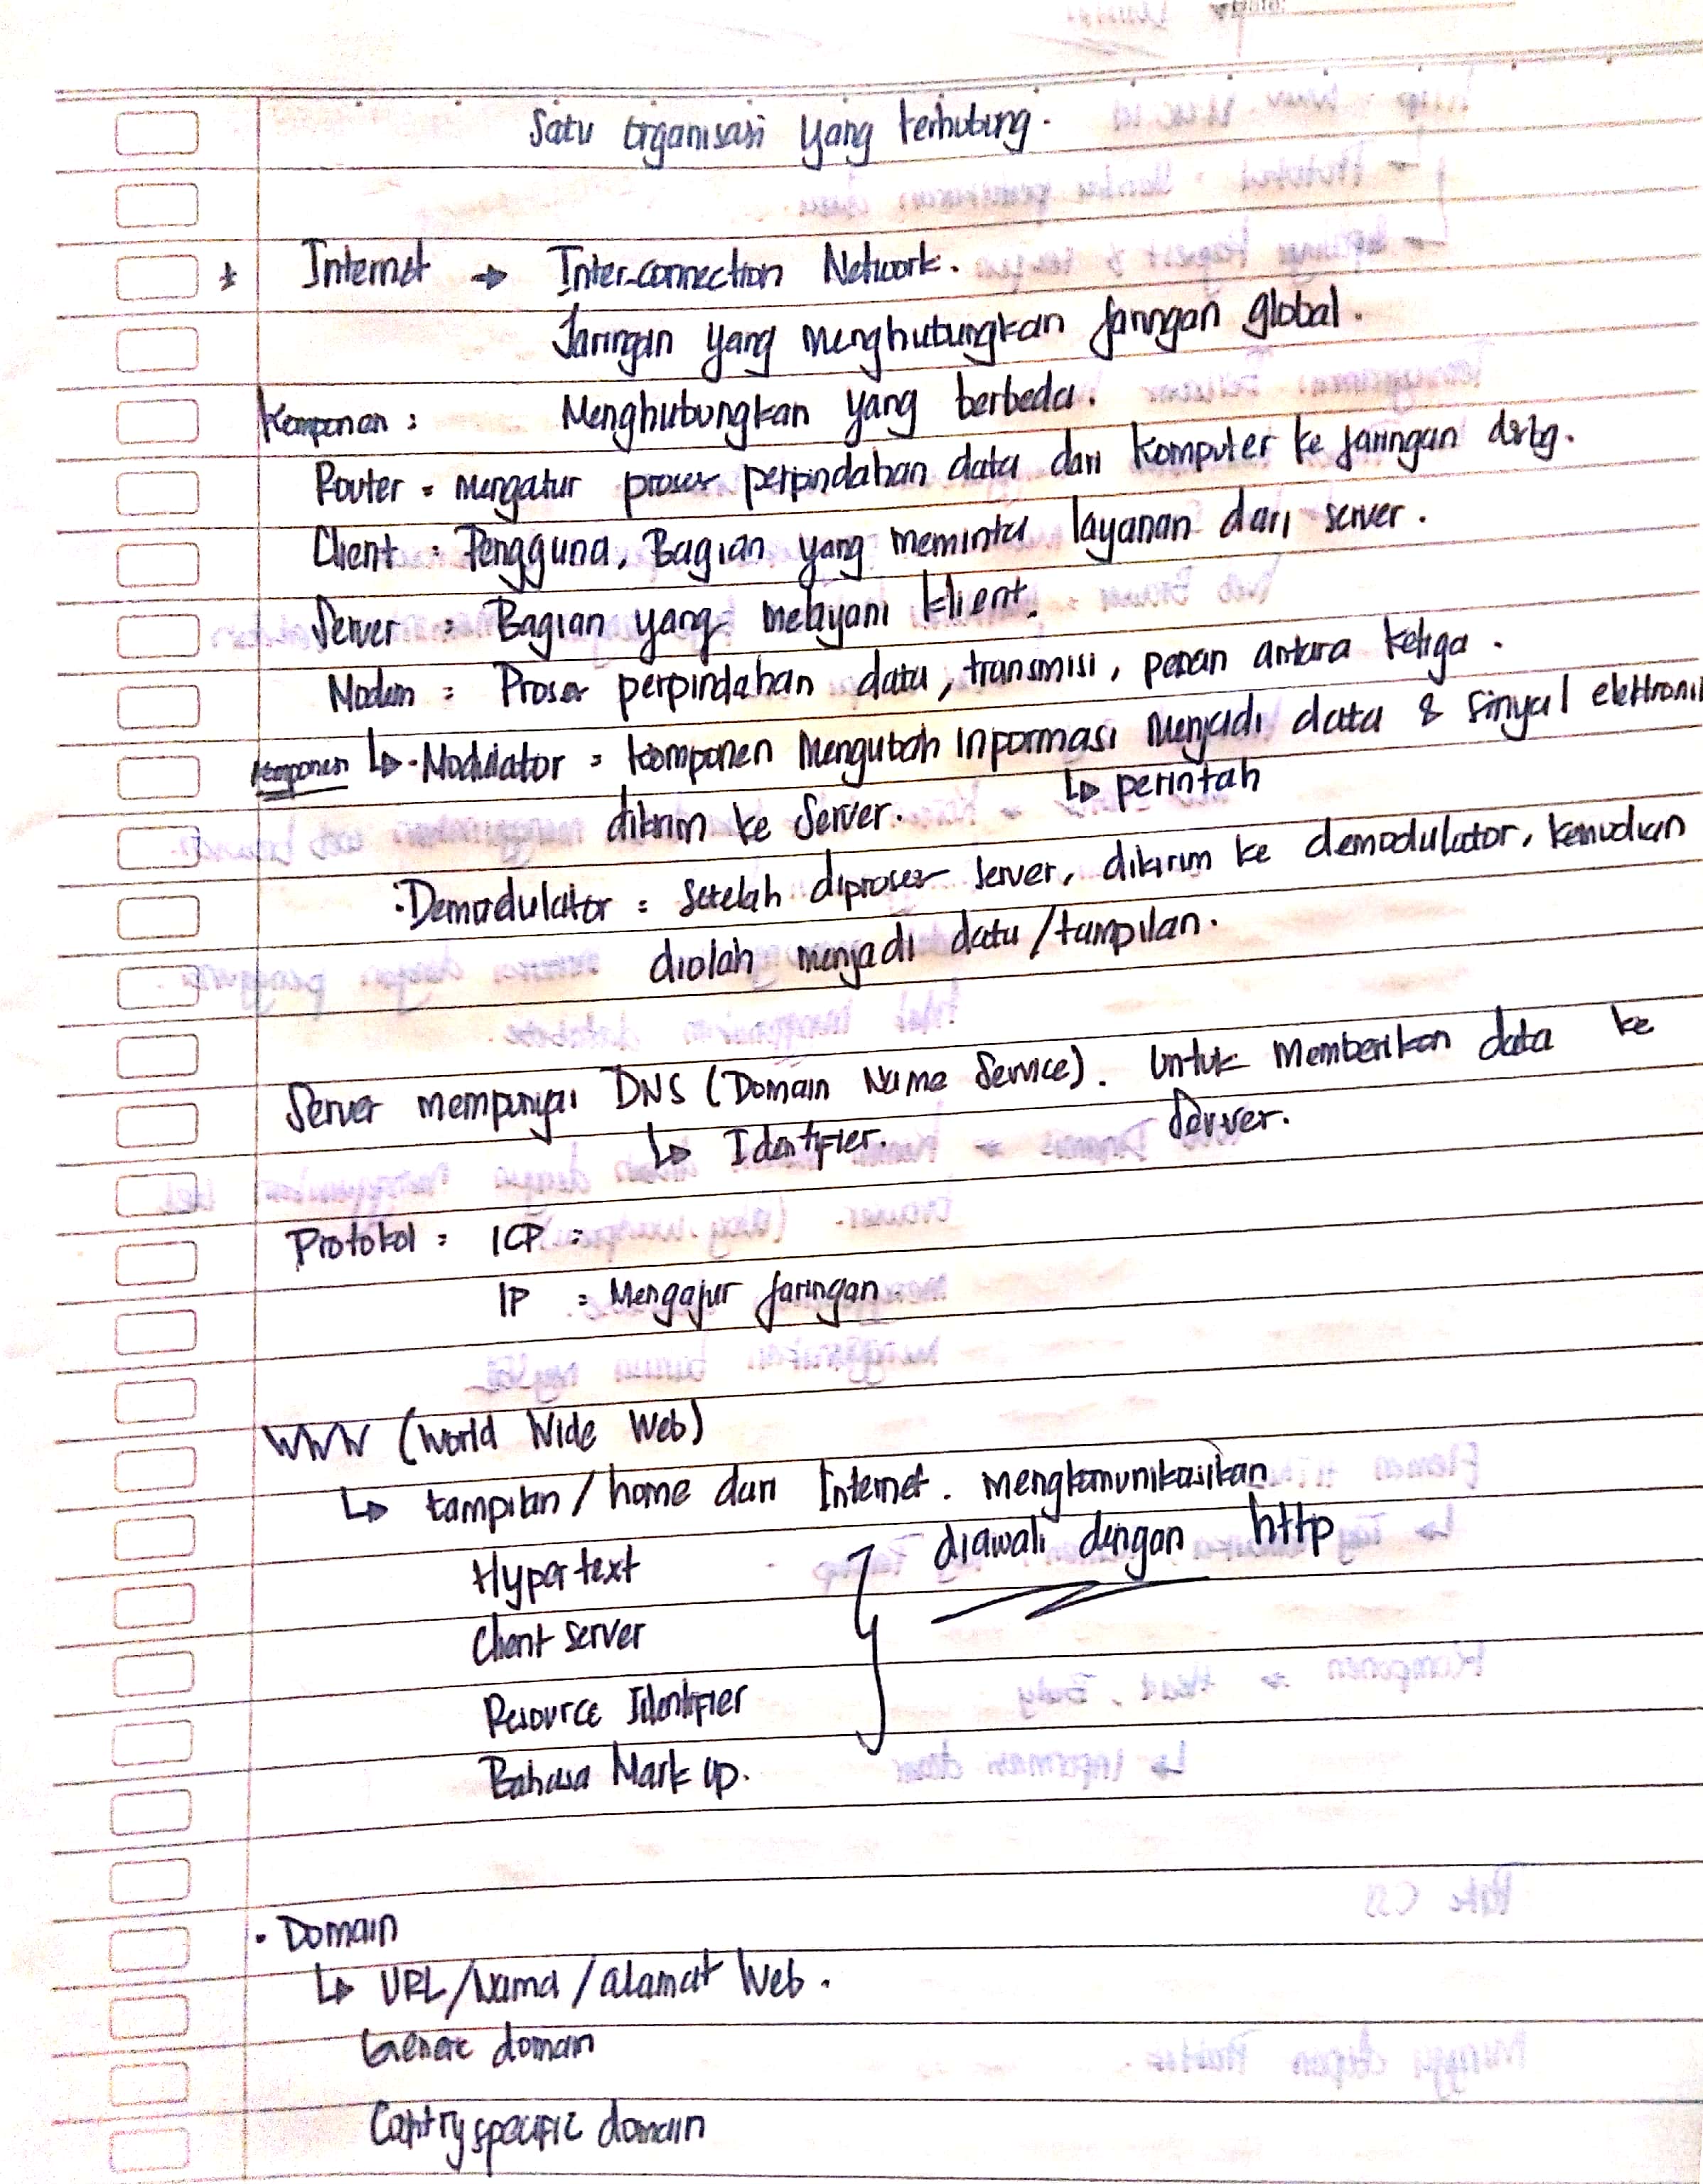 Satu organisasi yang terhubung.
* Internet → Inter-connection Network.
Jaringan yang menghubungkan jaringan global.
Komponen : Menghubungkan yang berbeda.
Router = mengatur proses perpindahan data dari komputer ke jaringan dsbg.
Client : Pengguna, Bagian yang meminta layanan dari server.
Server : Bagian yang melayani klient.
Modem = Proses perpindahan data, transmisi, peran antara ketiga.
Komponen ↳ · Modulator = komponen mengubah informasi menjadi data & sinyal elektronik
dikirim ke Server. ↳ perintah
· Demodulator = setelah diproses server, dikirim ke demodulator, kemudian
diolah menjadi data/tampilan.
Server mempunyai DNS (Domain Name Service). Untuk memberikan data ke
↳ Identifier. Server.
Protokol = ICP =
IP = Mengatur jaringan
WWW (World Wide Web)
↳ tampilan / home dari Internet. mengkomunikasikan
Hypertext } diawali dengan http
Client server
Resource Identifier
Bahasa Mark up.
· Domain
↳ URL/Nama/alamat Web.
Generic domain
specific domain